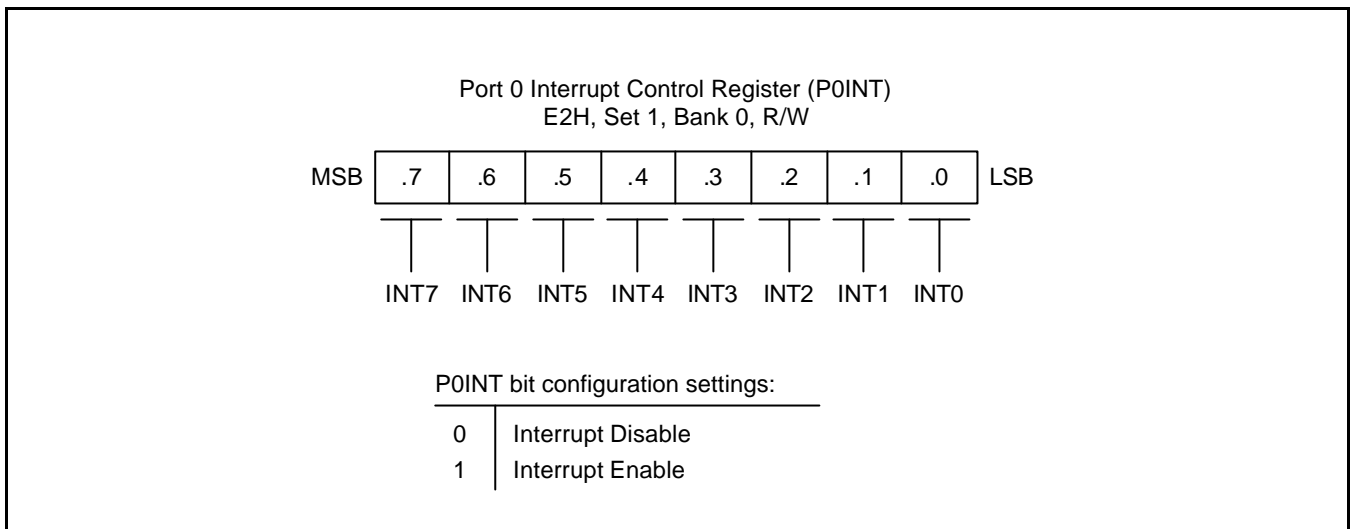 Port 0 Interrupt Control Register (P0INT)
E2H, Set 1, Bank 0, R/W
MSB .7 .6 .5 .4 .3 .2 .1 .0 LSB
INT7 INT6 INT5 INT4 INT3 INT2 INT1 INT0
P0INT bit configuration settings:
0 Interrupt Disable
1 Interrupt Enable